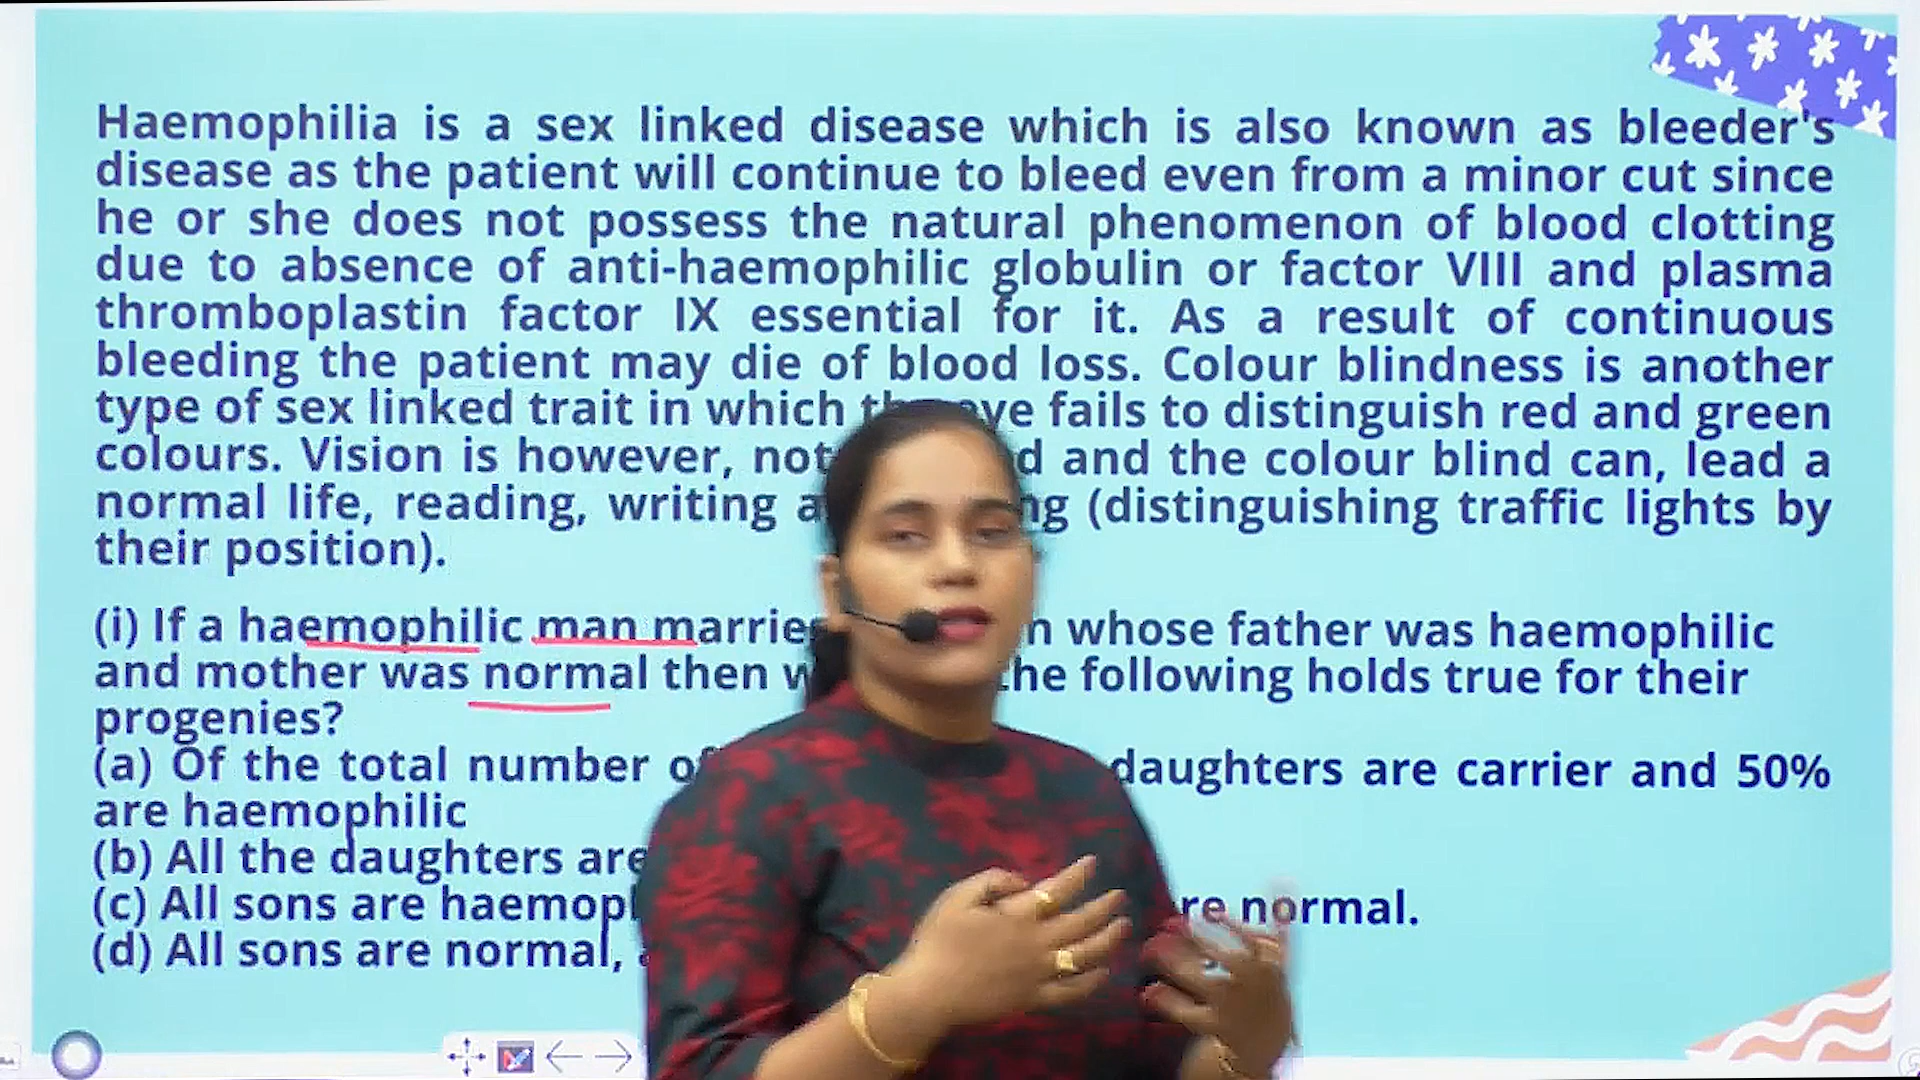 Haemophilia is a sex linked disease which is also known as bleeder's
disease as the patient will continue to bleed even from a minor cut since
he or she does not possess the natural phenomenon of blood clotting
due to absence of anti-haemophilic globulin or factor VIII and plasma
thromboplastin factor IX essential for it. As a result of continuous
bleeding the patient may die of blood loss. Colour blindness is another
type of sex linked trait in which the eye fails to distinguish red and green
colours. Vision is however, not and the colour blind can, lead a
normal life, reading, writing (distinguishing traffic lights by
their position).
(i) If a haemophilic man whose father was haemophilic
and mother was normal then the following holds true for their
progenies?
(a) Of the total number daughters are carrier and 50%
are haemophilic
(b) All the daughters are
(c) All sons are normal.
(d) All sons are normal,